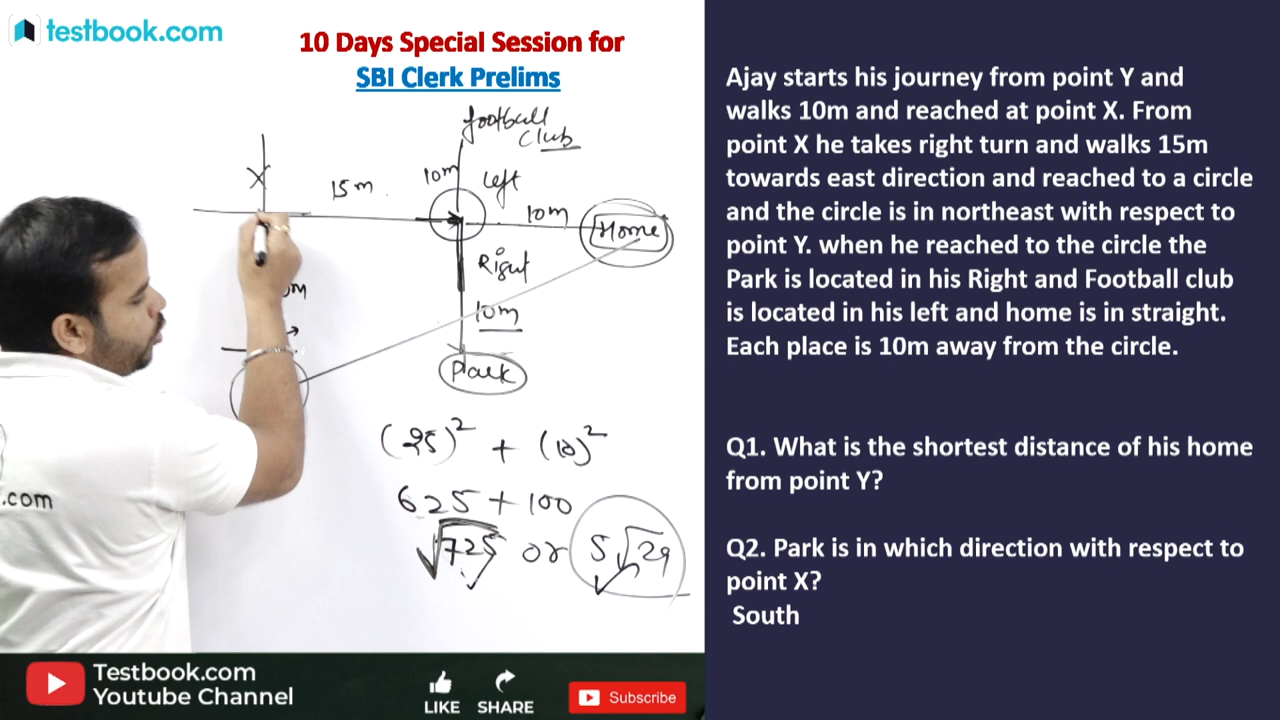 testbook.com
10 Days Special Session for
SBI Clerk Prelims
football
club
X
15m
10m
left
10m
Home
Right
10m
Park
(25)² + (10)²
625 + 100
√725 or 5√29
.com
Ajay starts his journey from point Y and
walks 10m and reached at point X. From
point X he takes right turn and walks 15m
towards east direction and reached to a circle
and the circle is in northeast with respect to
point Y. when he reached to the circle the
Park is located in his Right and Football club
is located in his left and home is in straight.
Each place is 10m away from the circle.
Q1. What is the shortest distance of his home
from point Y?
Q2. Park is in which direction with respect to
point X?
South
Testbook.com
Youtube Channel
LIKE
SHARE
Subscribe